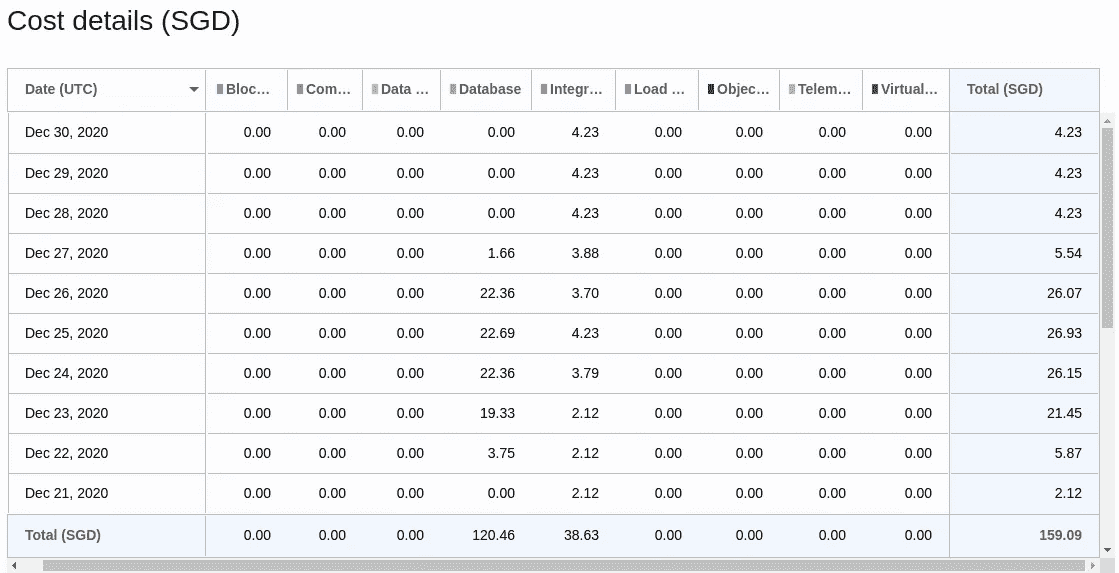 Cost details (SGD)
Date (UTC) Bloc... Com... Data ... Database Integr... Load ... Objec... Telem... Virtual... Total (SGD)
Dec 30, 2020 0.00 0.00 0.00 0.00 4.23 0.00 0.00 0.00 0.00 4.23
Dec 29, 2020 0.00 0.00 0.00 0.00 4.23 0.00 0.00 0.00 0.00 4.23
Dec 28, 2020 0.00 0.00 0.00 0.00 4.23 0.00 0.00 0.00 0.00 4.23
Dec 27, 2020 0.00 0.00 0.00 1.66 3.88 0.00 0.00 0.00 0.00 5.54
Dec 26, 2020 0.00 0.00 0.00 22.36 3.70 0.00 0.00 0.00 0.00 26.07
Dec 25, 2020 0.00 0.00 0.00 22.69 4.23 0.00 0.00 0.00 0.00 26.93
Dec 24, 2020 0.00 0.00 0.00 22.36 3.79 0.00 0.00 0.00 0.00 26.15
Dec 23, 2020 0.00 0.00 0.00 19.33 2.12 0.00 0.00 0.00 0.00 21.45
Dec 22, 2020 0.00 0.00 0.00 3.75 2.12 0.00 0.00 0.00 0.00 5.87
Dec 21, 2020 0.00 0.00 0.00 0.00 2.12 0.00 0.00 0.00 0.00 2.12
Total (SGD) 0.00 0.00 0.00 120.46 38.63 0.00 0.00 0.00 0.00 159.09